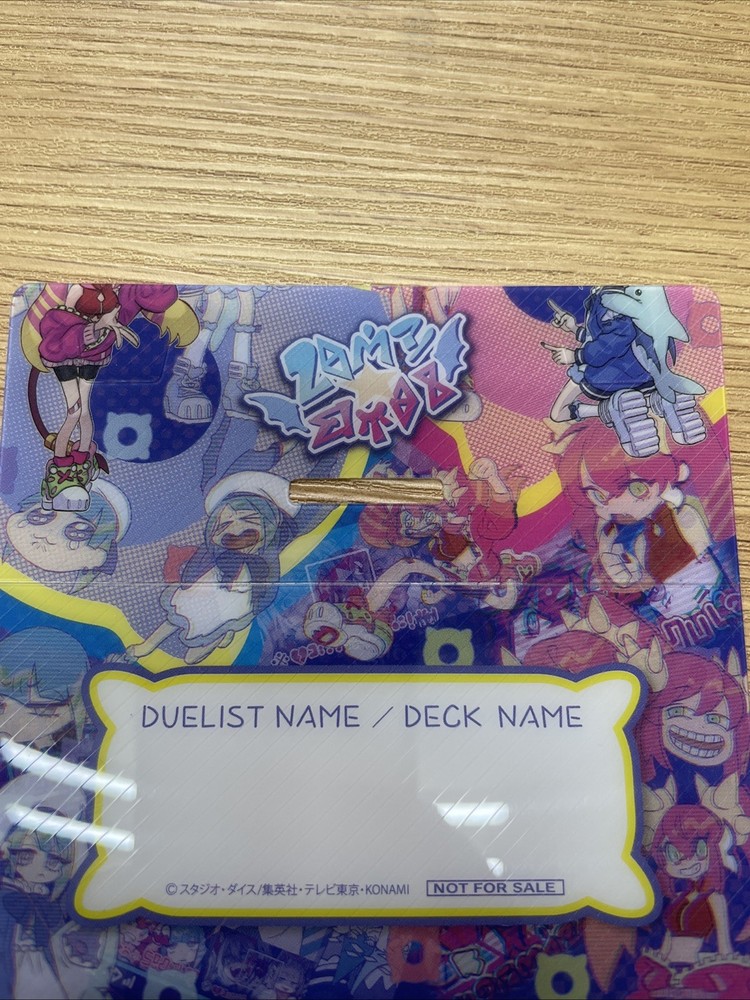 DUELIST NAME / DECK NAME
©スタジオ・ダイス/集英社・テレビ東京・KONAMI
NOT FOR SALE